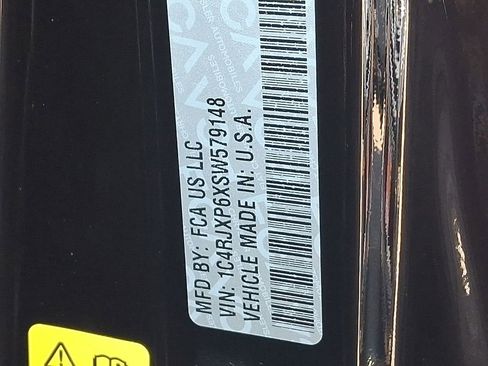 MFD BY: FCA US LLC
VIN: 1C4RJXP6XSW579148
VEHICLE MADE IN: U.S.A.